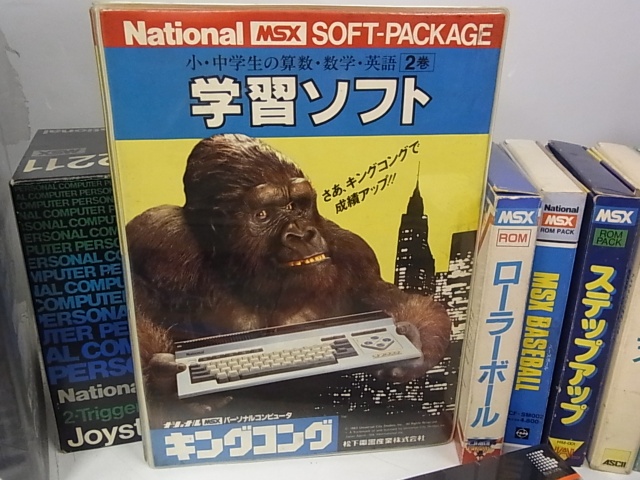 National MSX SOFT-PACKAGE
小・中学生の算数・数学・英語 2巻
学習ソフト
さあ、キングコングで
成績アップ!!
MSX パーソナルコンピュータ
キングコング
松下電器産業株式会社
2211
PERSONAL COMPUTER
National
2-Trigger
Joyst
MSX
ROM
ローラーボール
National
MSX
ROM PACK
MSX BASEBALL
MSX
ROM
PACK
ステップアップ
ASCII